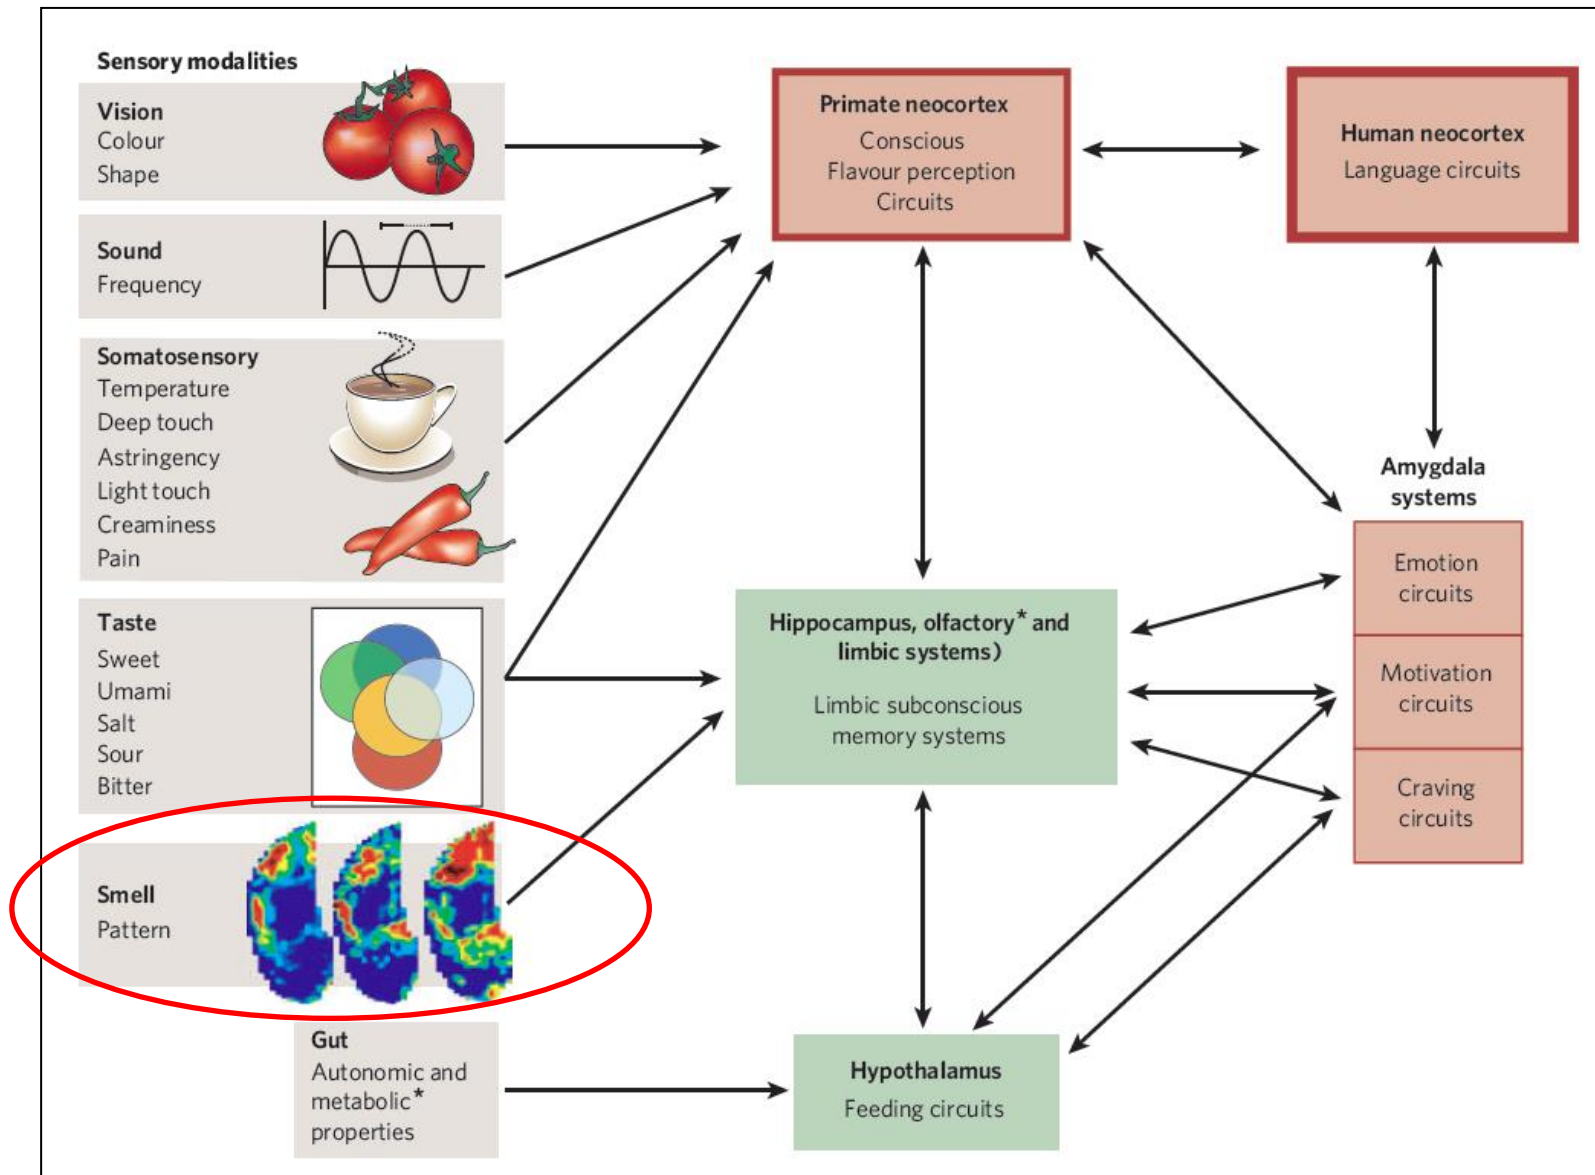 Sensory modalities
Vision
Colour
Shape
Sound
Frequency
Somatosensory
Temperature
Deep touch
Astringency
Light touch
Creaminess
Pain
Taste
Sweet
Umami
Salt
Sour
Bitter
Smell
Pattern
Gut
Autonomic and
metabolic*
properties
Primate neocortex
Conscious
Flavour perception
Circuits
Hippocampus, olfactory* and
limbic systems)
Limbic subconscious
memory systems
Hypothalamus
Feeding circuits
Human neocortex
Language circuits
Amygdala
systems
Emotion
circuits
Motivation
circuits
Craving
circuits